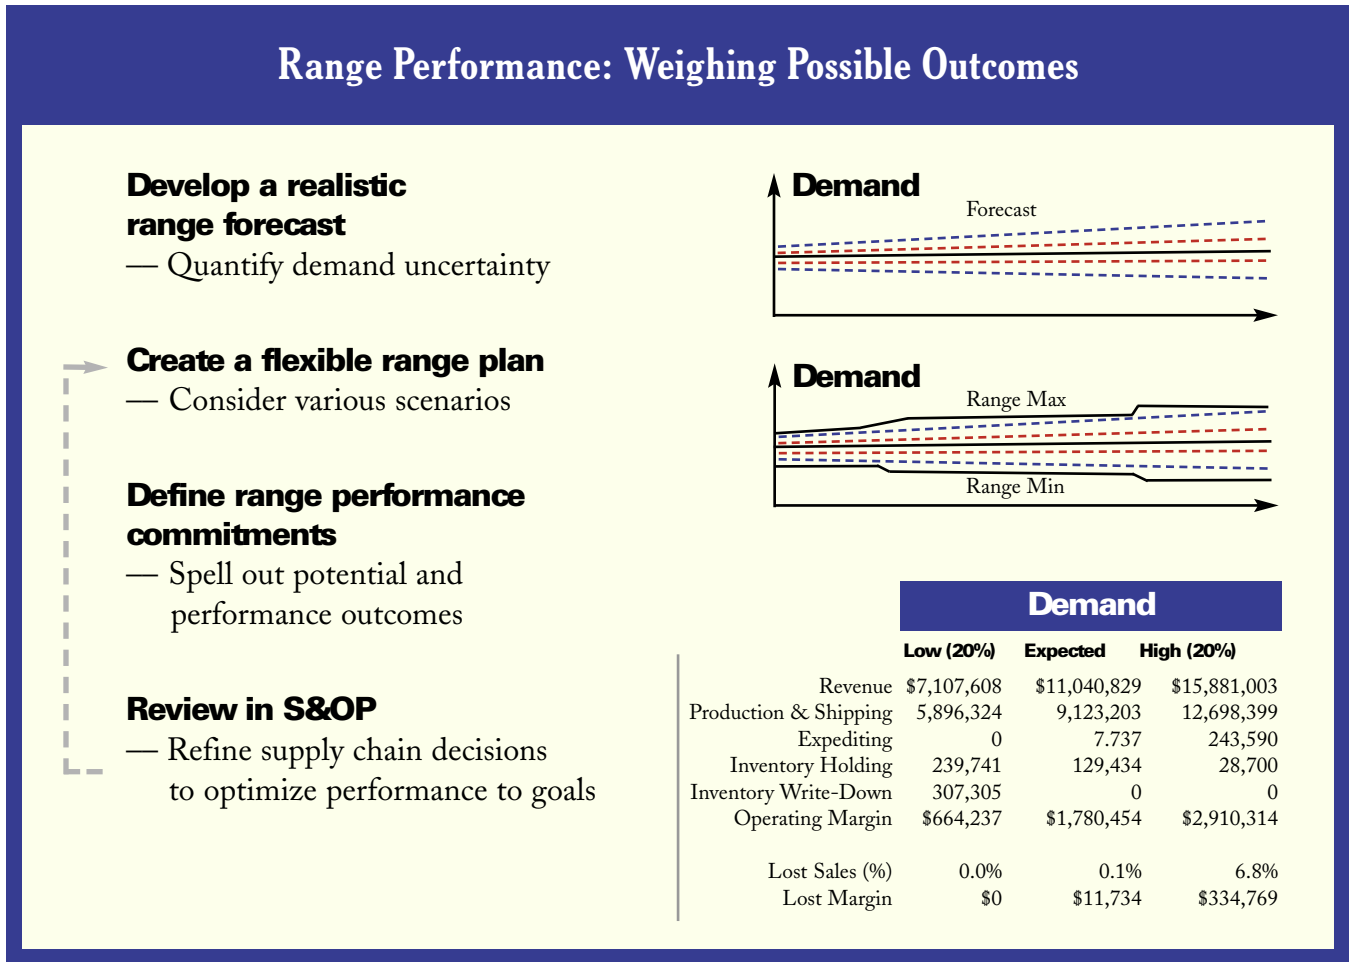 Range Performance: Weighing Possible Outcomes
Develop a realistic
range forecast
— Quantify demand uncertainty
Create a flexible range plan
— Consider various scenarios
Define range performance
commitments
— Spell out potential and
performance outcomes
Review in S&OP
— Refine supply chain decisions
to optimize performance to goals
Demand
Forecast
Demand
Range Max
Range Min
Demand
Low (20%) Expected High (20%)
Revenue $7,107,608 $11,040,829 $15,881,003
Production & Shipping 5,896,324 9,123,203 12,698,399
Expediting 0 7.737 243,590
Inventory Holding 239,741 129,434 28,700
Inventory Write-Down 307,305 0 0
Operating Margin $664,237 $1,780,454 $2,910,314
Lost Sales (%) 0.0% 0.1% 6.8%
Lost Margin $0 $11,734 $334,769